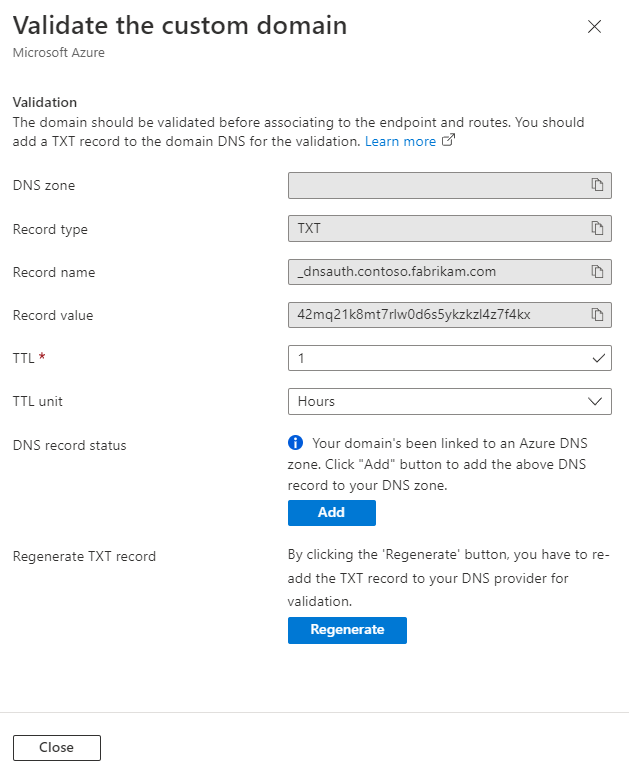 Validate the custom domain
Microsoft Azure
Validation
The domain should be validated before associating to the endpoint and routes. You should
add a TXT record to the domain DNS for the validation. Learn more
DNS zone
Record type
TXT
Record name
_dnsauth.contoso.fabrikam.com
Record value
42mq21k8mt7rlw0d6s5ykzkzl4z7f4kx
TTL *
1
TTL unit
Hours
DNS record status
Your domain's been linked to an Azure DNS
zone. Click "Add" button to add the above DNS
record to your DNS zone.
Add
Regenerate TXT record
By clicking the 'Regenerate' button, you have to re-
add the TXT record to your DNS provider for
validation.
Regenerate
Close